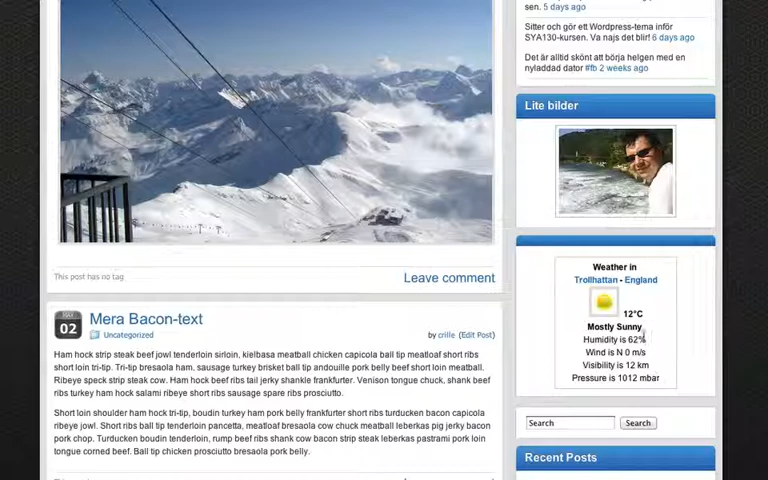 sen. 5 days ago
Sitter och gör ett Wordpress-tema inför
SYA130-kursen. Va najs det blir! 6 days ago
Det är alltid skönt att börja helgen med en
nyladdad dator #fb 2 weeks ago
Lite bilder
Weather in
Trollhattan - England
12°C
Mostly Sunny
Humidity is 62%
Wind is N 0 m/s
Visibility is 12 km
Pressure is 1012 mbar
Search Search
Recent Posts
This post has no tag
Leave comment
02
Mera Bacon-text
Uncategorized
by crille (Edit Post)
Ham hock strip steak beef jowl tenderloin sirloin, kielbasa meatball chicken capicola ball tip meatloaf short ribs
short loin tri-tip. Tri-tip bresaola ham, sausage turkey brisket ball tip andouille pork belly beef short loin meatball.
Ribeye speck strip steak cow. Ham hock beef ribs tail jerky shankle frankfurter. Venison tongue chuck, shank beef
ribs turkey ham hock salami ribeye short ribs sausage spare ribs prosciutto.
Short loin shoulder ham hock tri-tip, boudin turkey ham pork belly frankfurter short ribs turducken bacon capicola
ribeye jowl. Short ribs ball tip tenderloin pancetta, meatloaf bresaola cow chuck meatball leberkas pig jerky bacon
pork chop. Turducken boudin tenderloin, rump beef ribs shank cow bacon strip steak leberkas pastrami pork loin
tongue corned beef. Ball tip chicken prosciutto bresaola pork belly.